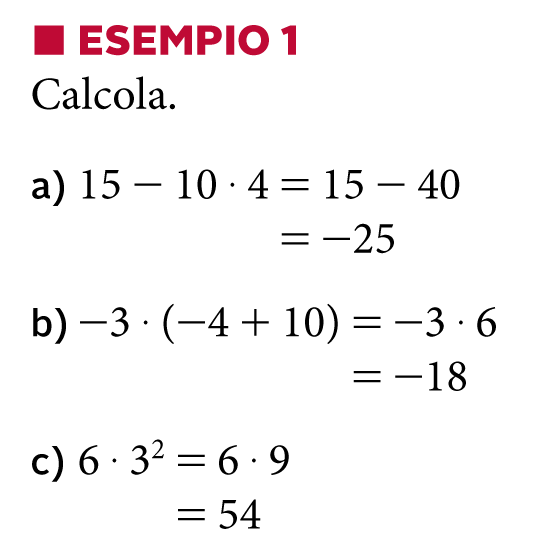 ■ ESEMPIO 1
Calcola.
a) 15 − 10 · 4 = 15 − 40
= −25
b) −3 · (−4 + 10) = −3 · 6
= −18
c) 6 · 3² = 6 · 9
= 54